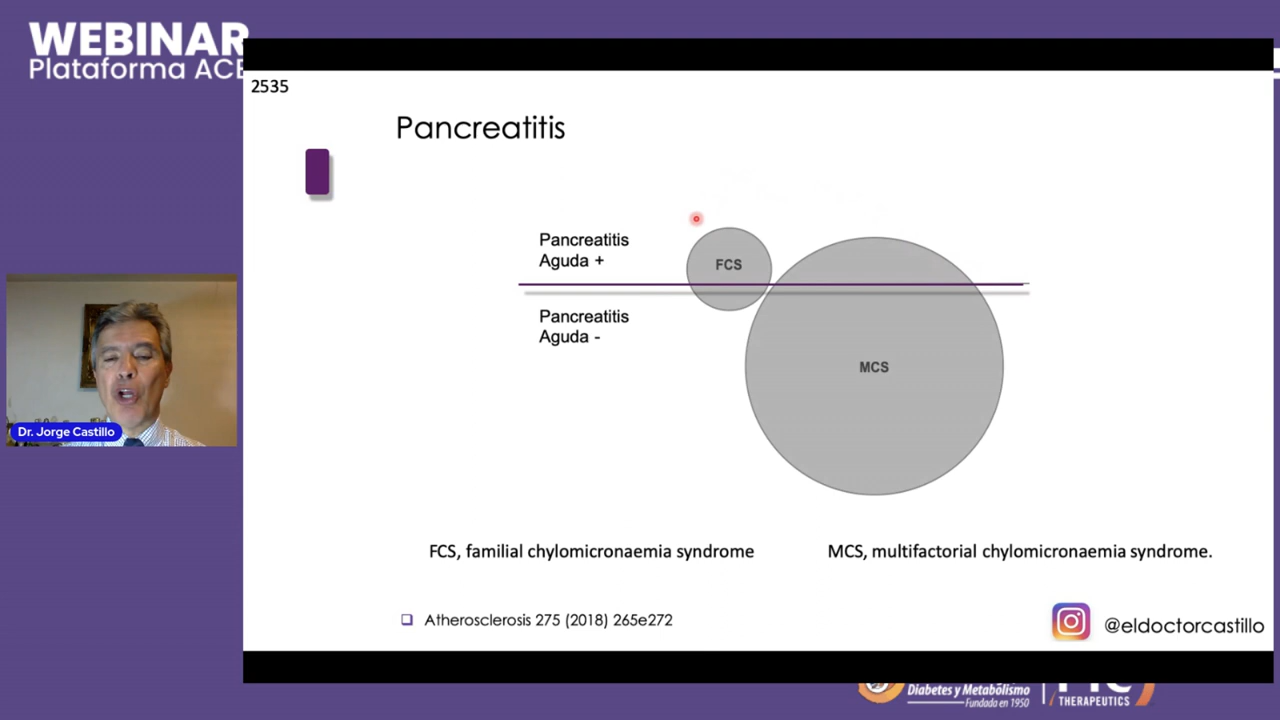 WEBINAR
Plataforma
2535
Pancreatitis
Pancreatitis
Aguda +
FCS
Pancreatitis
Aguda -
MCS
Dr. Jorge Castillo
FCS, familial chylomicronaemia syndrome
MCS, multifactorial chylomicronaemia syndrome.
Atherosclerosis 275 (2018) 265e272
@eldoctorcastillo
Diabetes y Metabolismo
Fundada en 1950
THERAPEUTICS